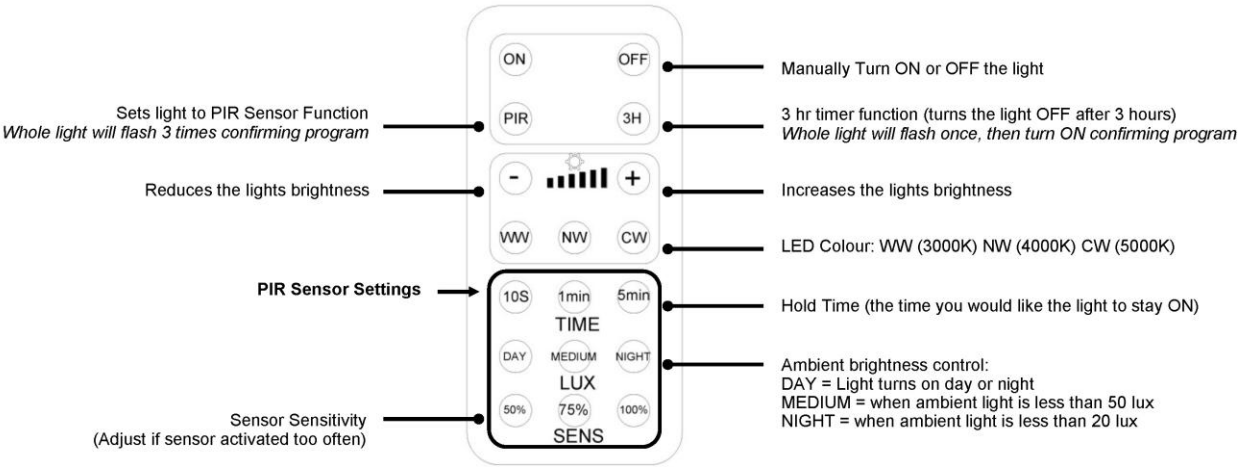 ON OFF
Manually Turn ON or OFF the light
Sets light to PIR Sensor Function
Whole light will flash 3 times confirming program
PIR 3H
3 hr timer function (turns the light OFF after 3 hours)
Whole light will flash once, then turn ON confirming program
Reduces the lights brightness
- +
Increases the lights brightness
WW NW CW
LED Colour: WW (3000K) NW (4000K) CW (5000K)
PIR Sensor Settings
10S 1min 5min
TIME
Hold Time (the time you would like the light to stay ON)
DAY MEDIUM NIGHT
LUX
Ambient brightness control:
DAY = Light turns on day or night
MEDIUM = when ambient light is less than 50 lux
NIGHT = when ambient light is less than 20 lux
Sensor Sensitivity
(Adjust if sensor activated too often)
50% 75% 100%
SENS